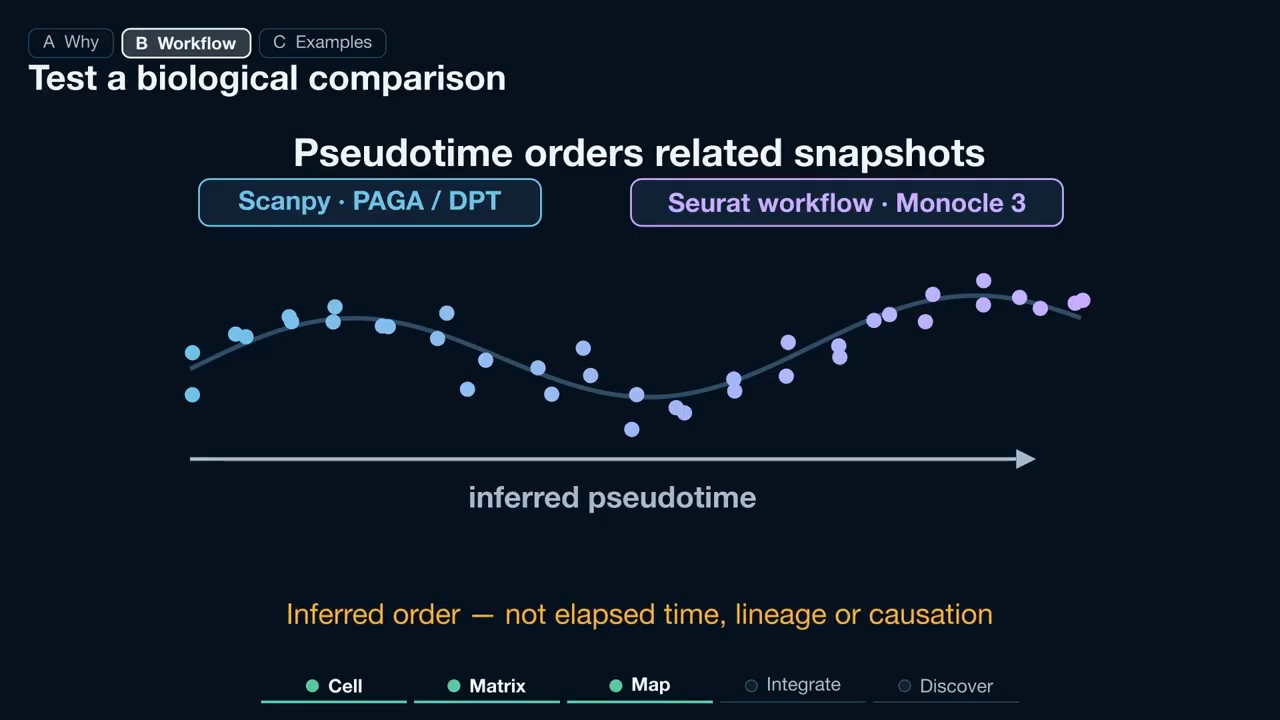 A Why B Workflow C Examples
Test a biological comparison
Pseudotime orders related snapshots
Scanpy · PAGA / DPT
Seurat workflow · Monocle 3
inferred pseudotime
Inferred order — not elapsed time, lineage or causation
Cell Matrix Map Integrate Discover